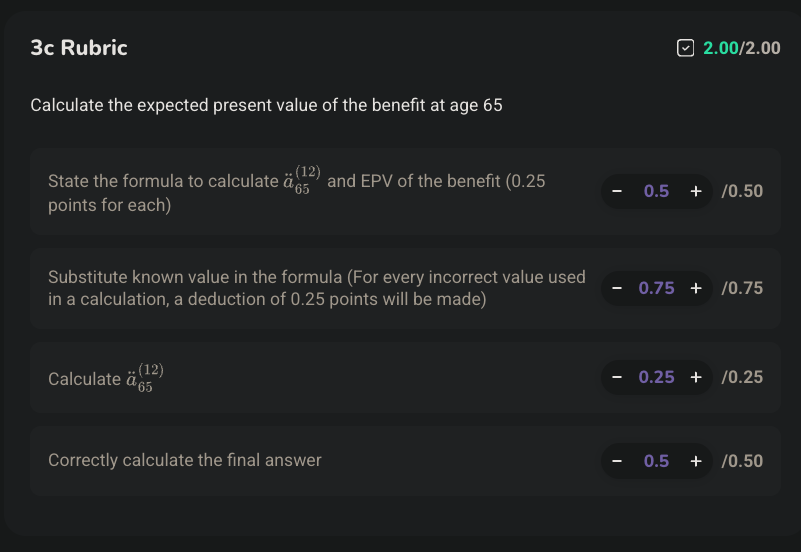 3c Rubric
2.00/2.00
Calculate the expected present value of the benefit at age 65
State the formula to calculate $\ddot{a}_{65}^{(12)}$ and EPV of the benefit (0.25
points for each)
− 0.5 + /0.50
Substitute known value in the formula (For every incorrect value used
in a calculation, a deduction of 0.25 points will be made)
− 0.75 + /0.75
Calculate $\ddot{a}_{65}^{(12)}$
− 0.25 + /0.25
Correctly calculate the final answer
− 0.5 + /0.50